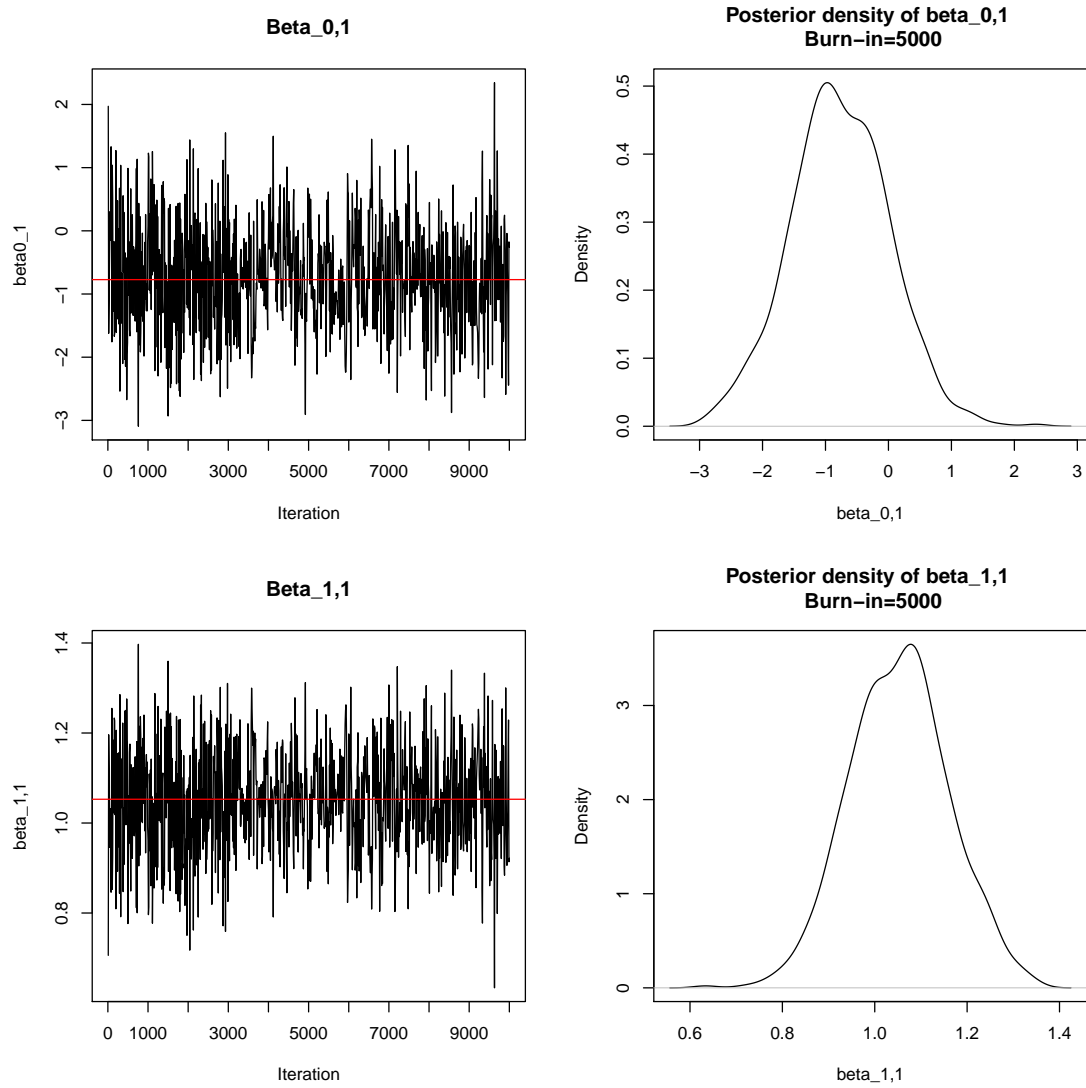 Beta_0,1
beta0_1
2
1
0
−1
−2
−3
0 1000 3000 5000 7000 9000
Iteration
Posterior density of beta_0,1
Burn−in=5000
Density
0.5
0.4
0.3
0.2
0.1
0.0
−3 −2 −1 0 1 2 3
beta_0,1
Beta_1,1
beta_1,1
1.4
1.2
1.0
0.8
0 1000 3000 5000 7000 9000
Iteration
Posterior density of beta_1,1
Burn−in=5000
Density
3
2
1
0
0.6 0.8 1.0 1.2 1.4
beta_1,1